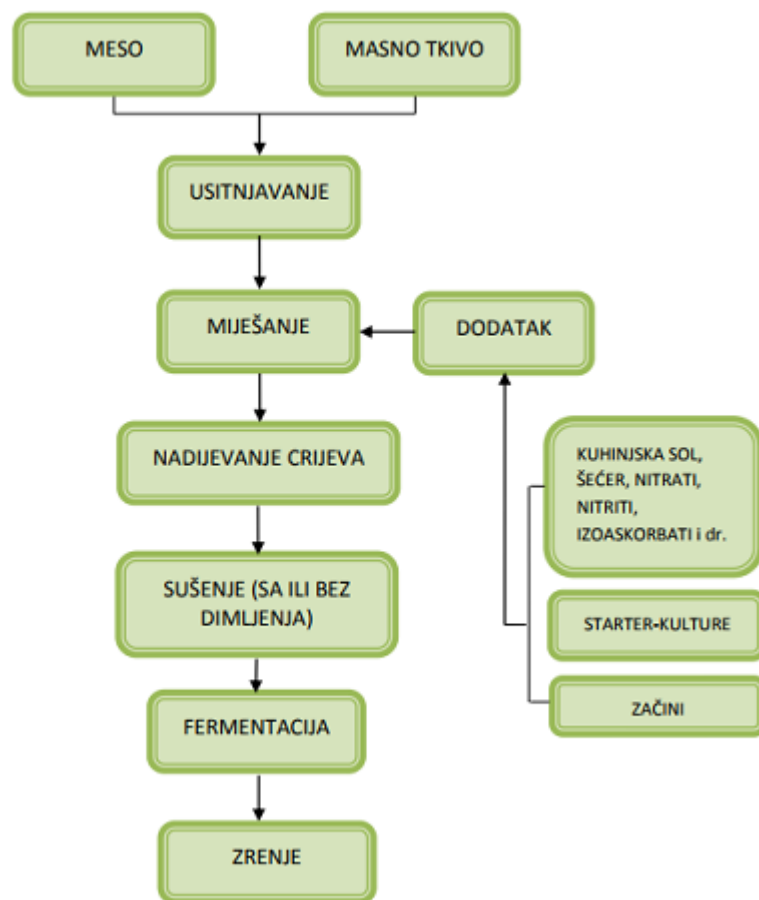 MESO
MASNO TKIVO
USITNJAVANJE
MIJEŠANJE
DODATAK
NADIJEVANJE CRIJEVA
KUHINJSKA SOL,
ŠEĆER, NITRATI,
NITRITI,
IZOASKORBATI i dr.
SUŠENJE (SA ILI BEZ
DIMLJENJA)
STARTER-KULTURE
ZAČINI
FERMENTACIJA
ZRENJE